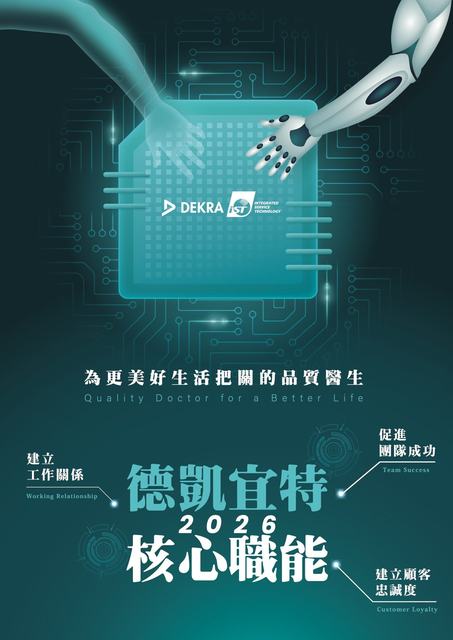 DEKRA iST INTEGRATED
SERVICE
TECHNOLOGY
為更美好生活把關的品質醫生
Quality Doctor for a Better Life
促進
團隊成功
Team Success
建立
工作關係
Working Relationship
德凱宜特
2026
核心職能
建立顧客
忠誠度
Customer Loyalty